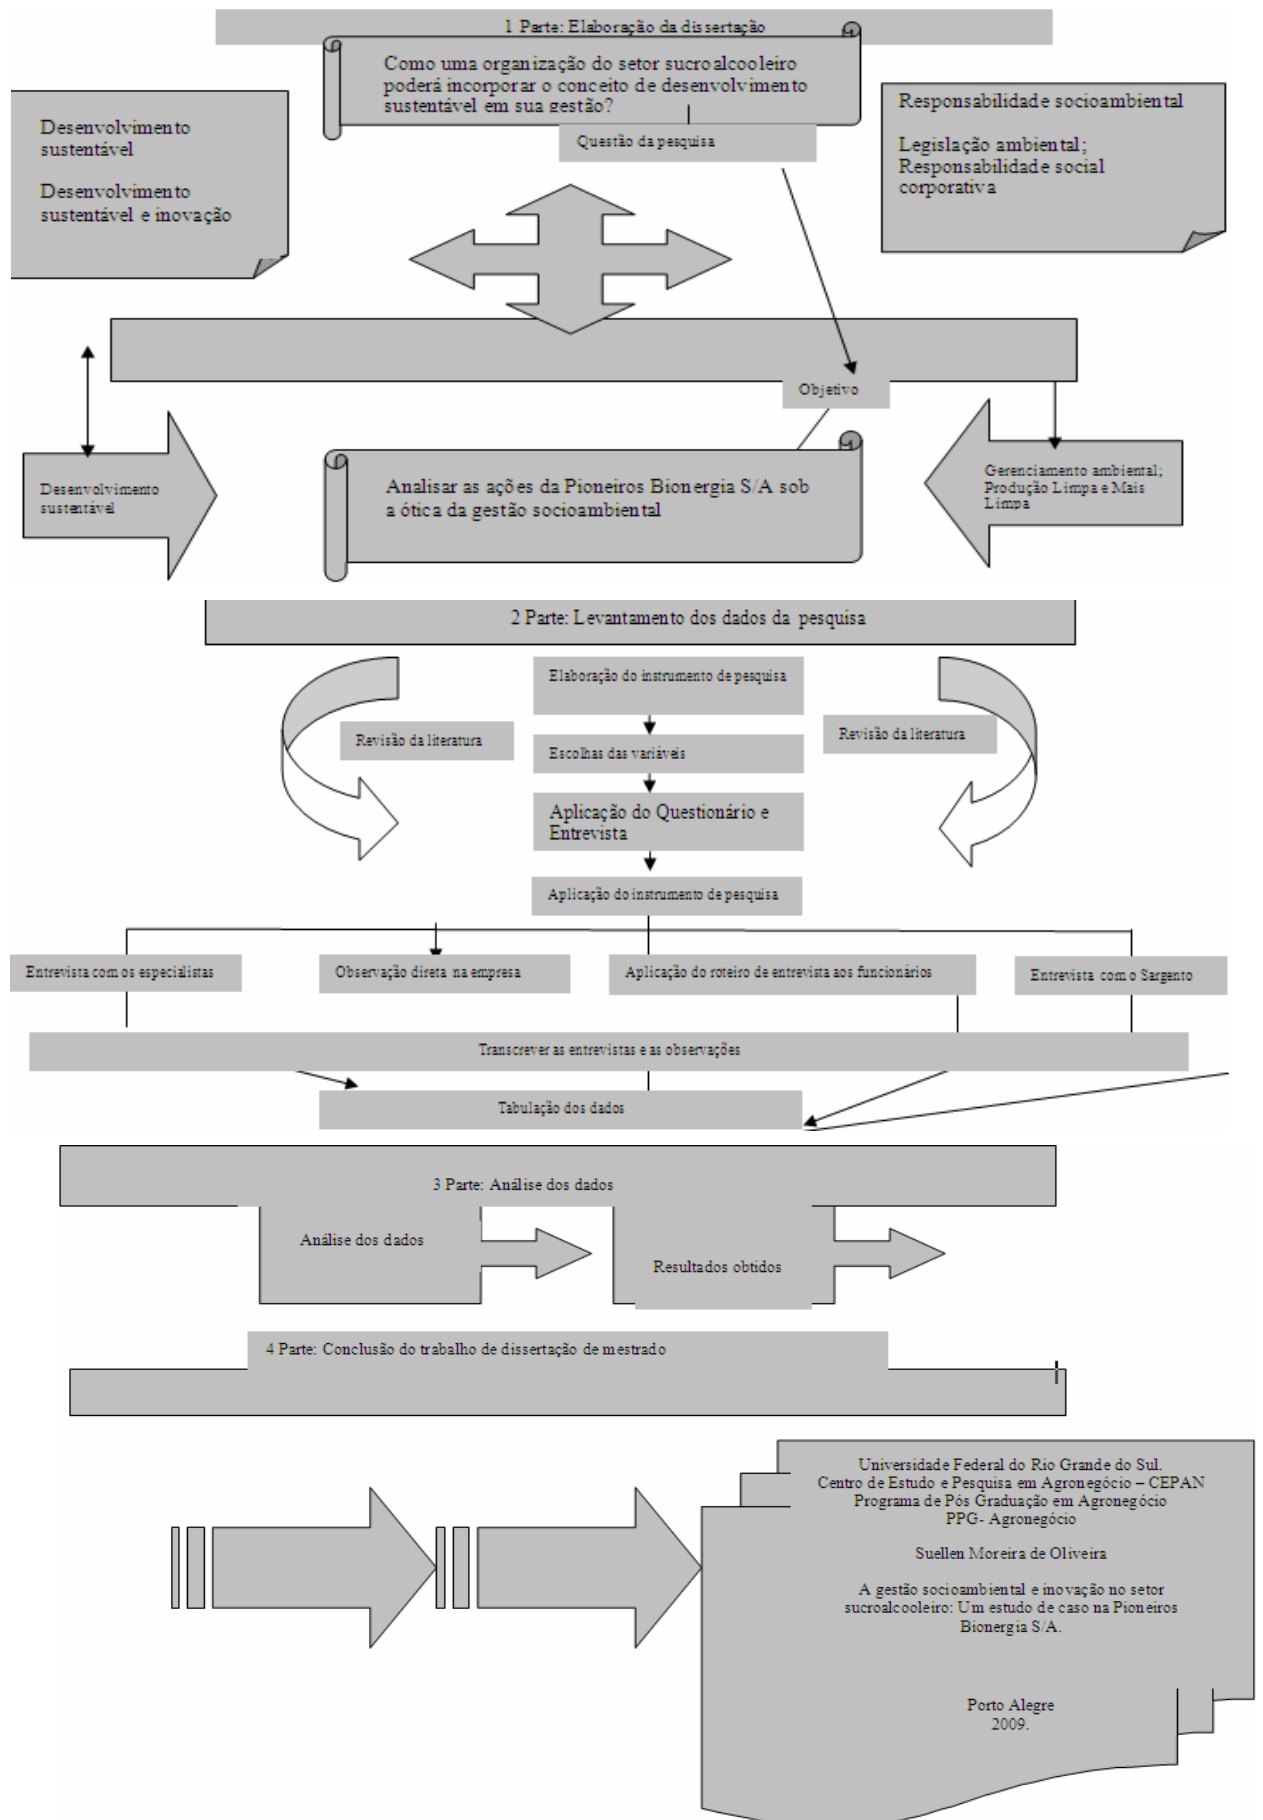 1 Parte: Elaboração da dissertação
Como uma organização do setor sucroalcooleiro
poderá incorporar o conceito de desenvolvimento
sustentável em sua gestão?
Questão da pesquisa
Desenvolvimento
sustentável
Desenvolvimento
sustentável e inovação
Responsabilidade socioambiental
Legislação ambiental;
Responsabilidade social
corporativa
Objetivo
Desenvolvimento
sustentável
Analisar as ações da Pioneiros Bionergia S/A sob
a ótica da gestão socioambiental
Gerenciamento ambiental;
Produção Limpa e Mais
Limpa
2 Parte: Levantamento dos dados da pesquisa
Elaboração do instrumento de pesquisa
Revisão da literatura
Revisão da literatura
Escolhas das variáveis
Aplicação do Questionário e
Entrevista
Aplicação do instrumento de pesquisa
Entrevista com os especialistas
Observação direta na empresa
Aplicação do roteiro de entrevista aos funcionários
Entrevista com o Sargento
Transcrever as entrevistas e as observações
Tabulação dos dados
3 Parte: Análise dos dados
Análise dos dados
Resultados obtidos
4 Parte: Conclusão do trabalho de dissertação de mestrado
Universidade Federal do Rio Grande do Sul.
Centro de Estudo e Pesquisa em Agronegócio – CEPAN
Programa de Pós Graduação em Agronegócio
PPG- Agronegócio
Suellen Moreira de Oliveira
A gestão socioambiental e inovação no setor
sucroalcooleiro: Um estudo de caso na Pioneiros
Bionergia S/A.
Porto Alegre
2009.